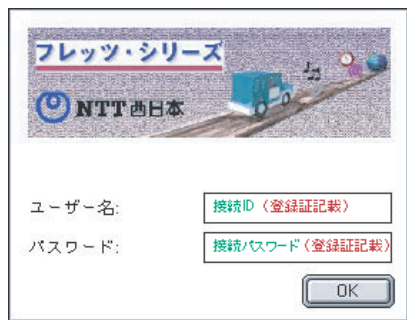 フレッツ・シリーズ
NTT西日本
ユーザー名: 接続ID（登録証記載）
パスワード: 接続パスワード（登録証記載）
OK